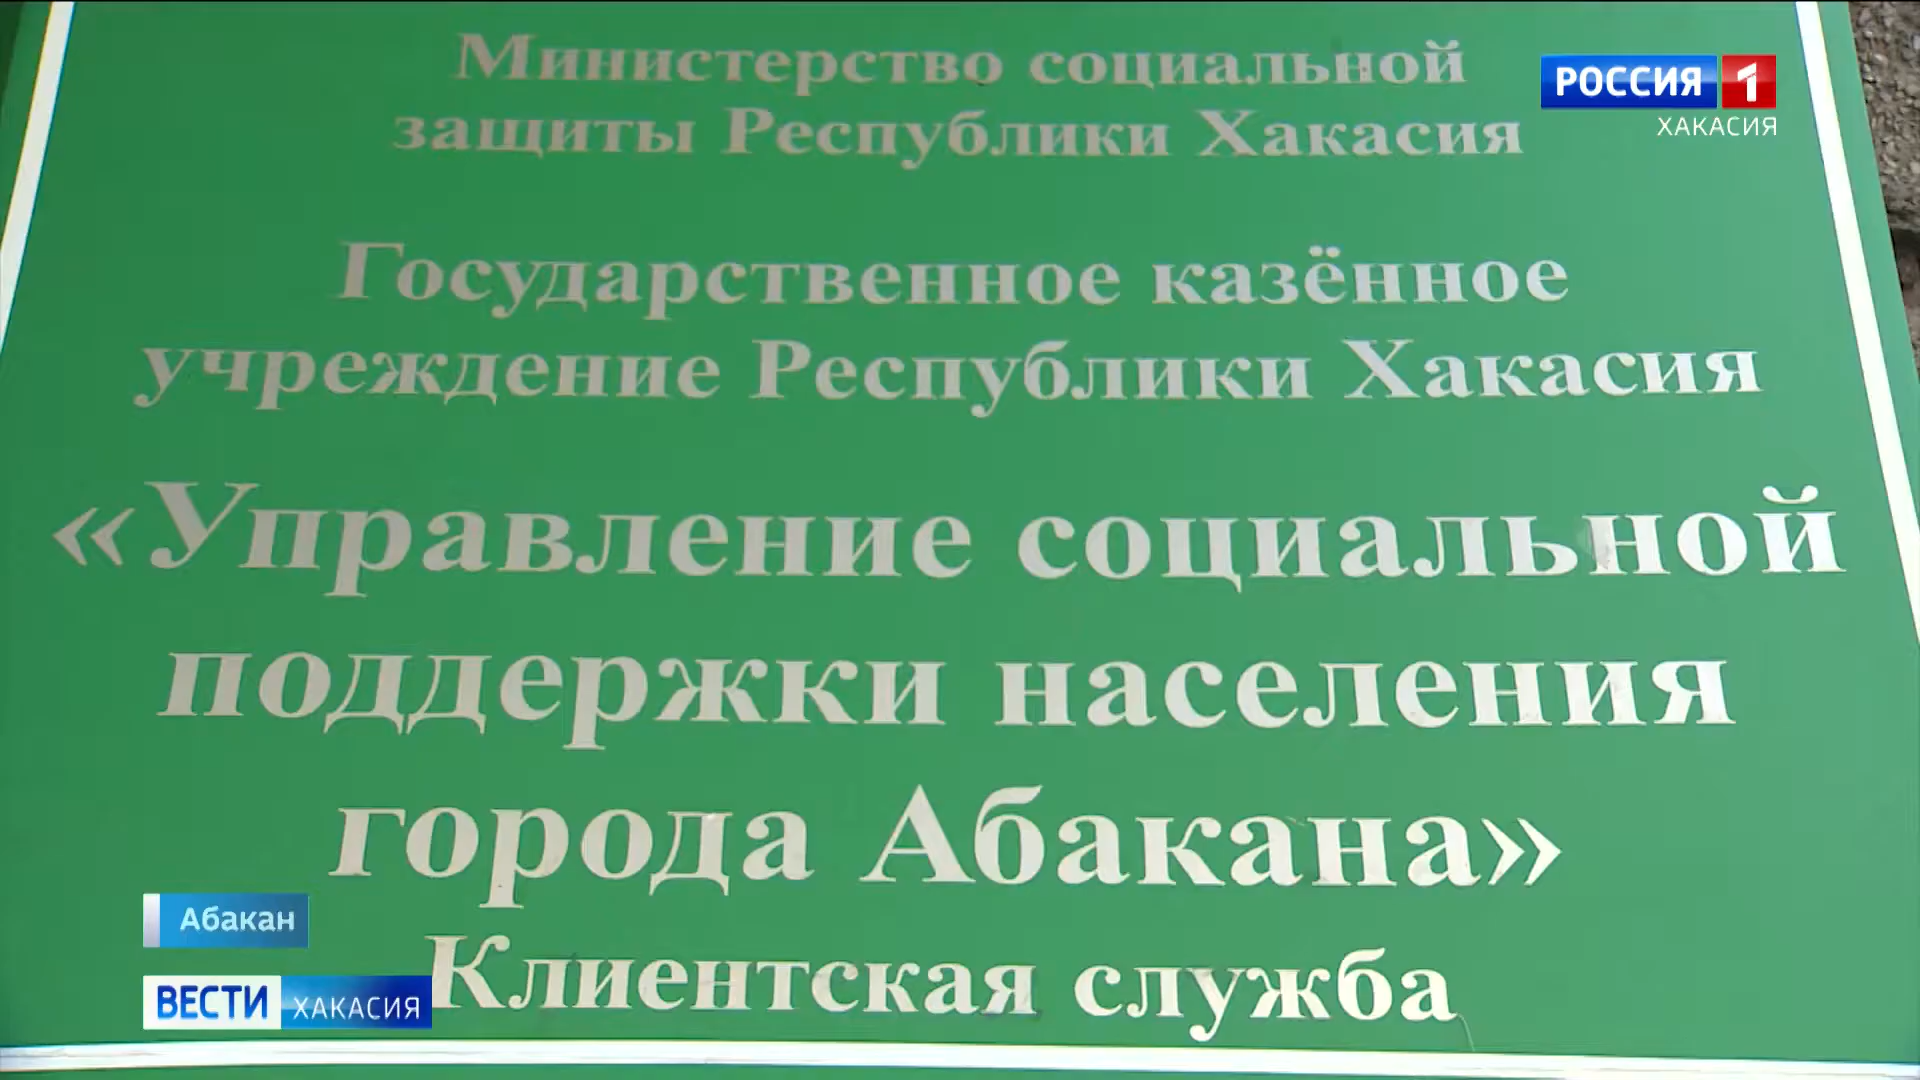 Министерство социальной
защиты Республики Хакасия
РОССИЯ 1
ХАКАСИЯ
Государственное казённое
учреждение Республики Хакасия
«Управление социальной
поддержки населения
города Абакана»
Абакан
Клиентская служба
ВЕСТИ ХАКАСИЯ